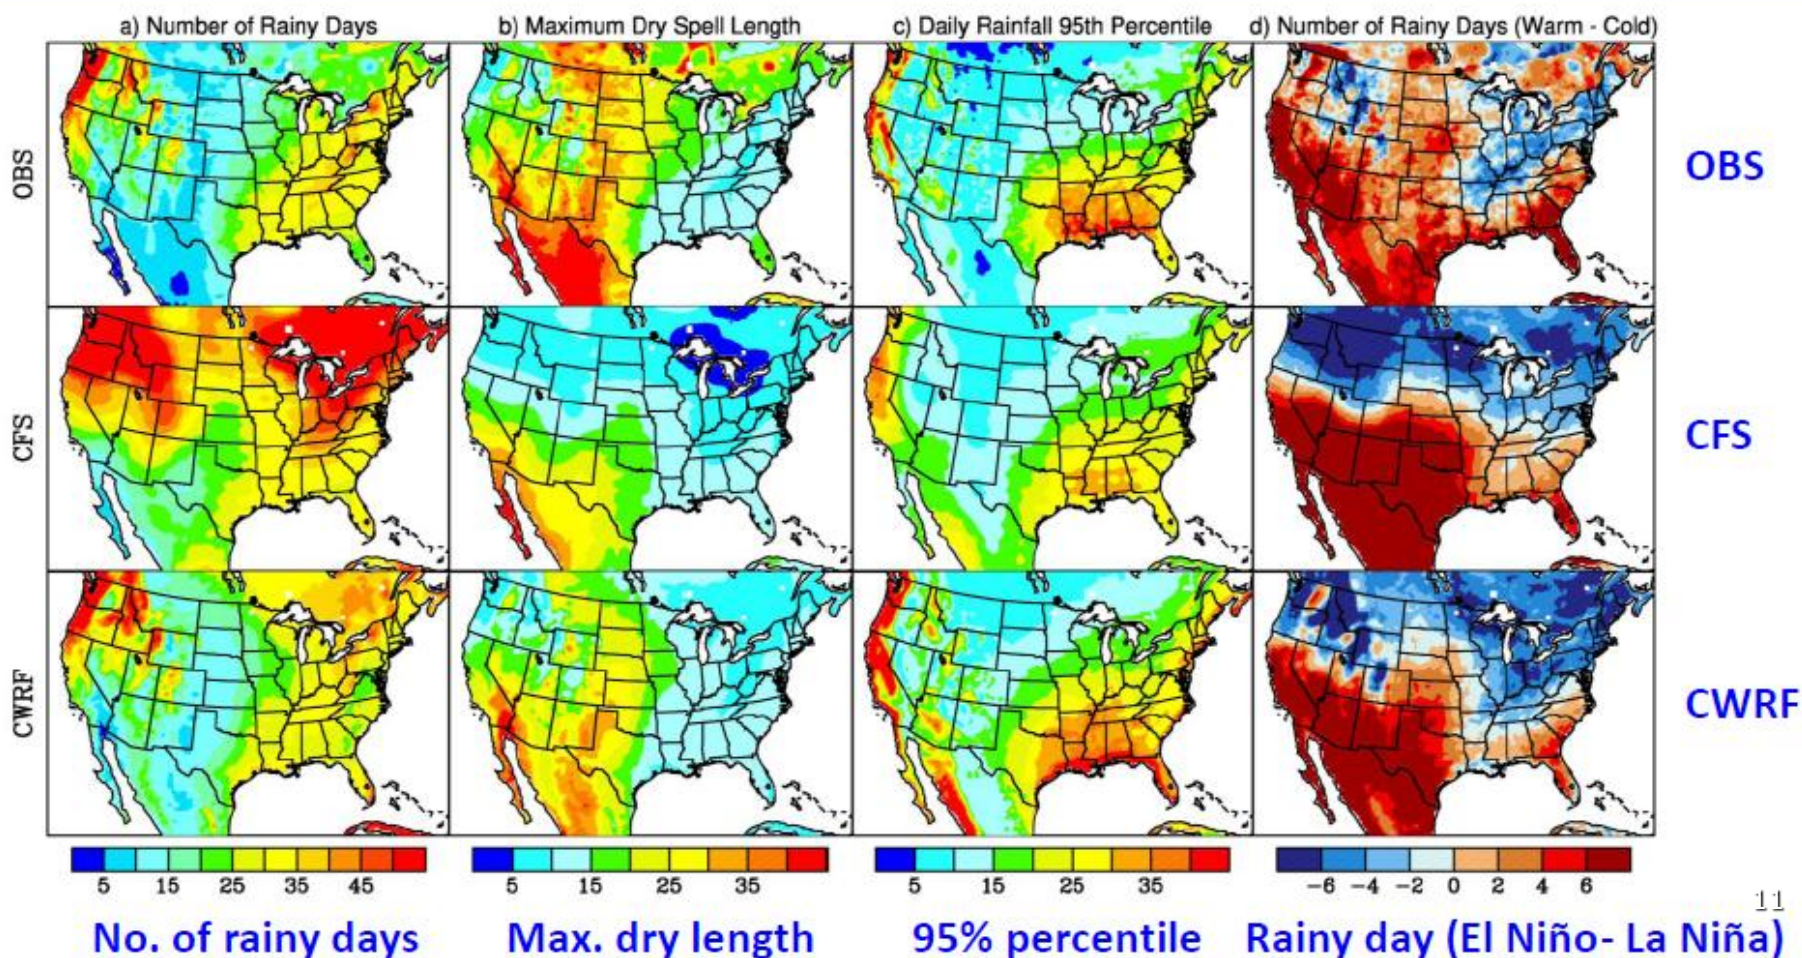 a) Number of Rainy Days b) Maximum Dry Spell Length c) Daily Rainfall 95th Percentile d) Number of Rainy Days (Warm - Cold)
OBS OBS
CFS CFS
CWRF CWRF
5 15 25 35 45 5 15 25 35 5 15 25 35 −6 −4 −2 0 2 4 6
11
No. of rainy days Max. dry length 95% percentile Rainy day (El Niño- La Niña)